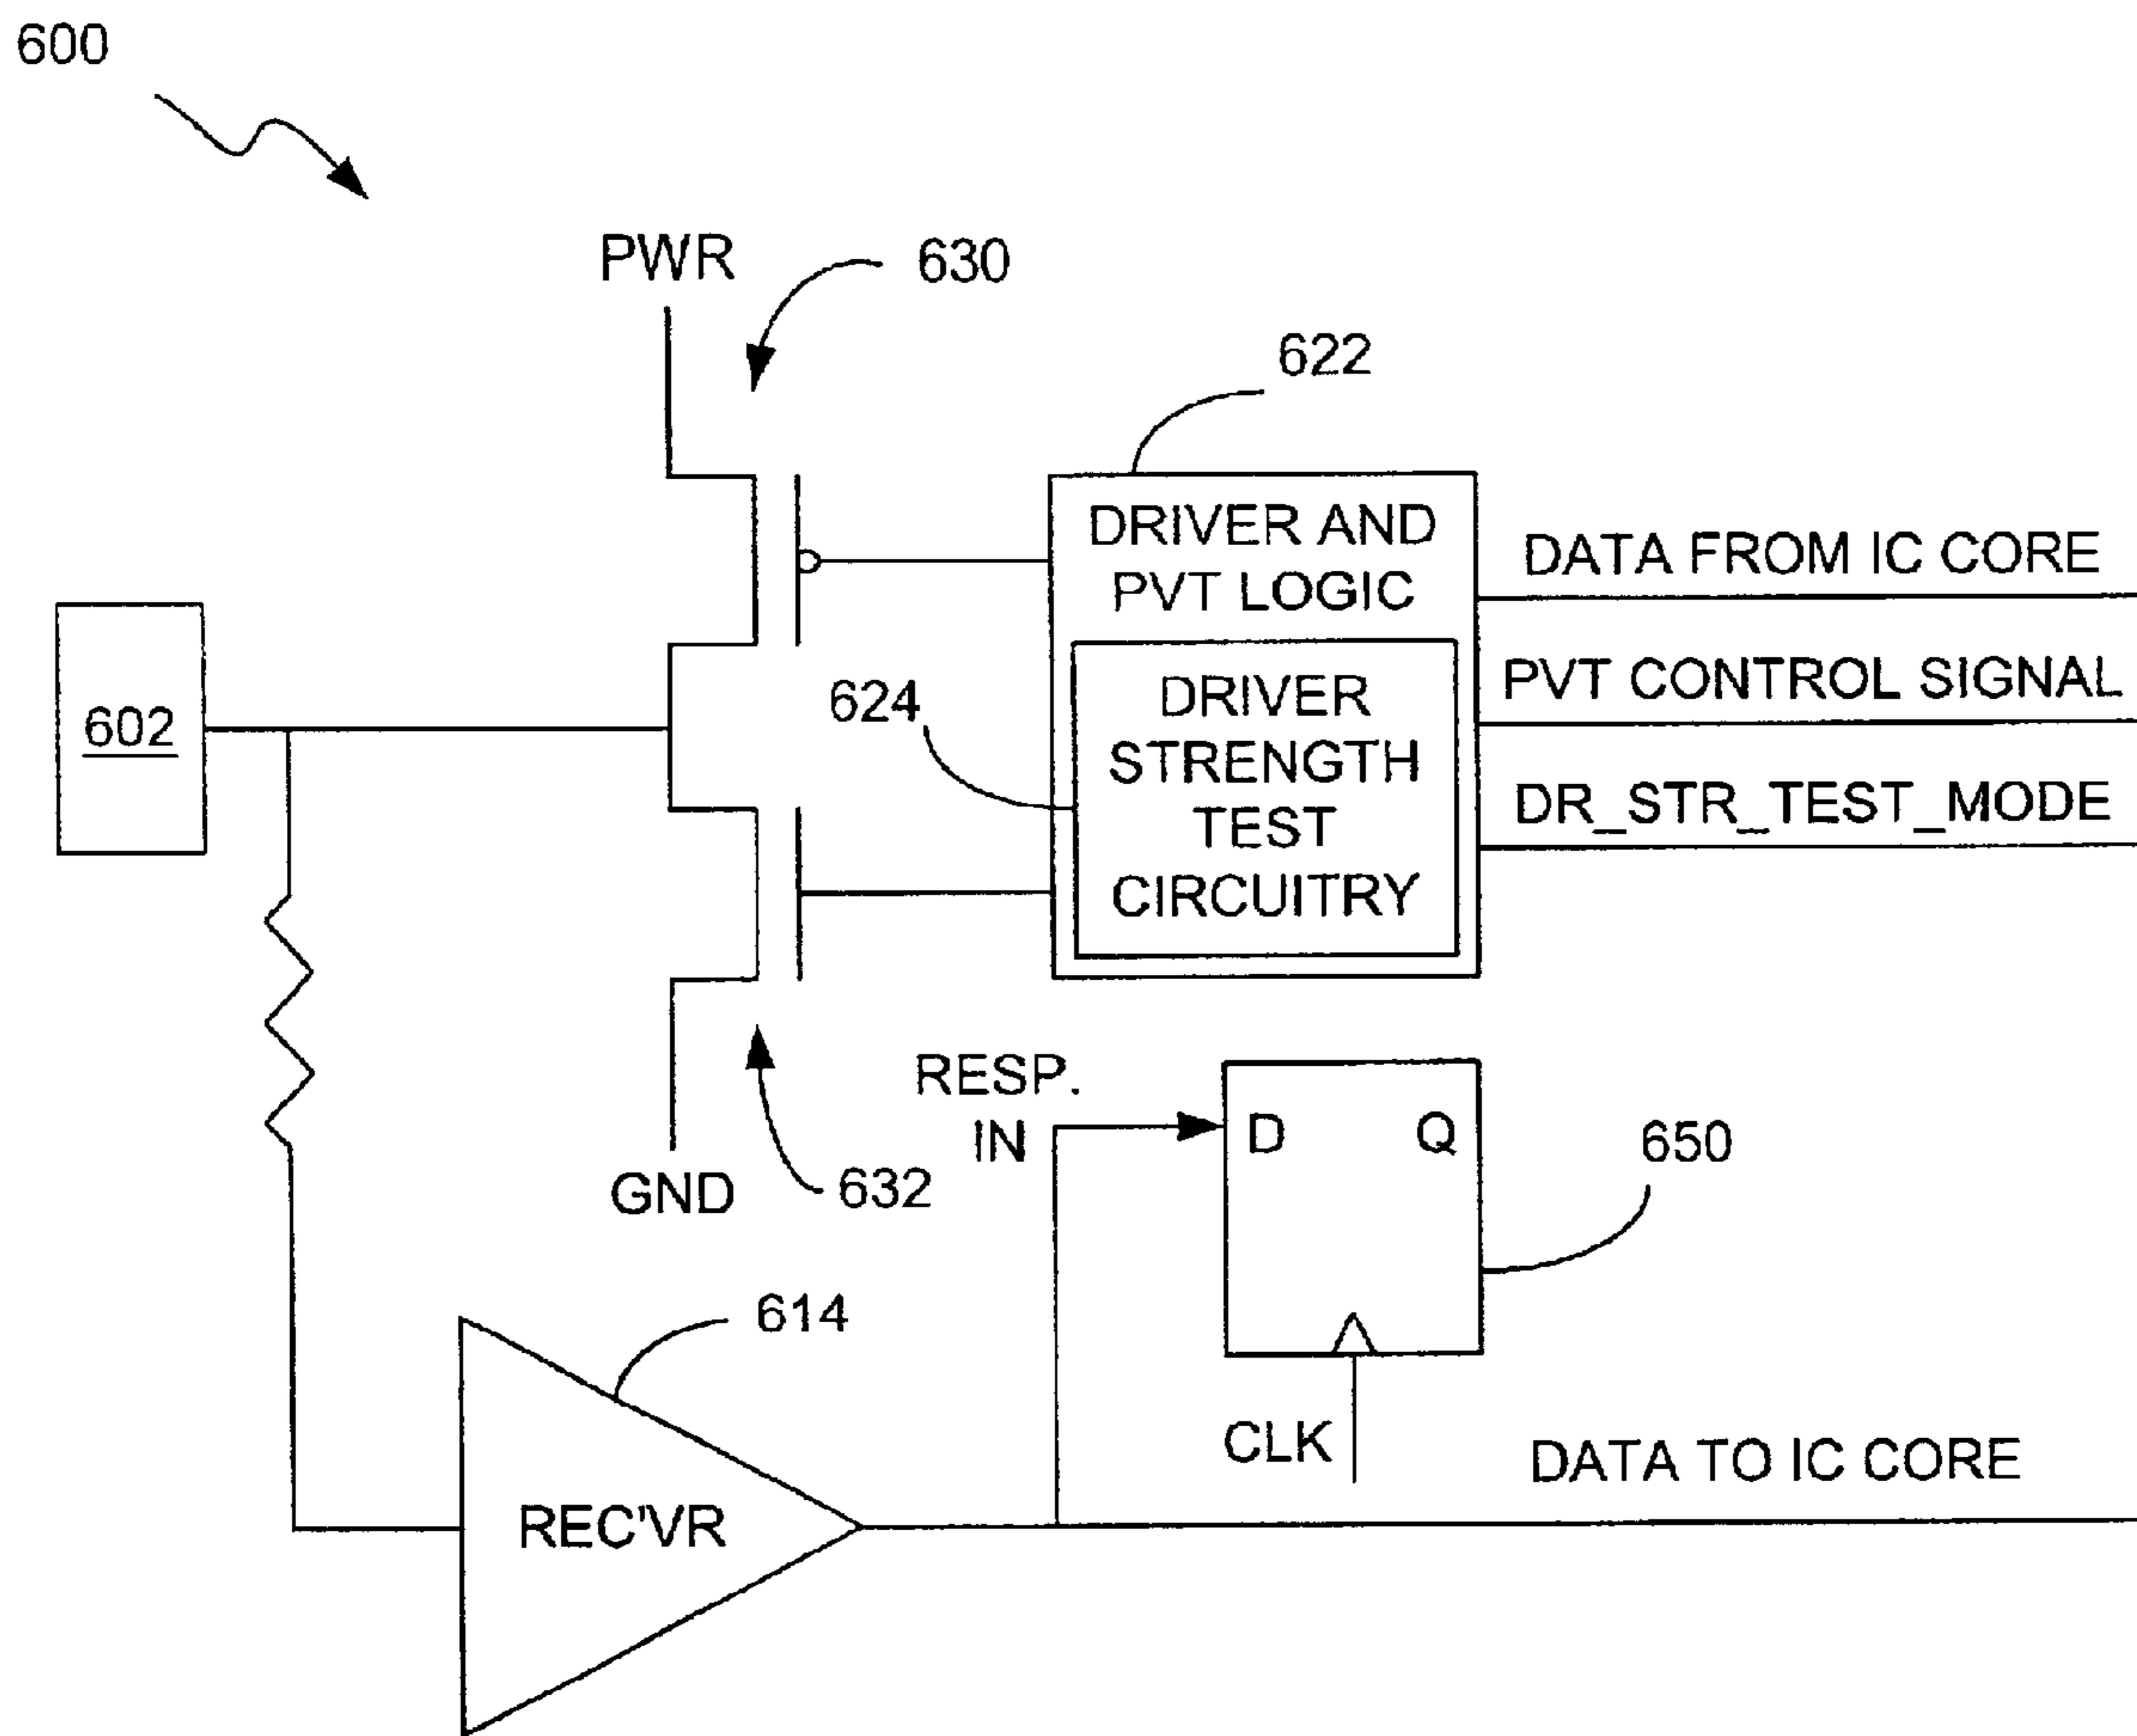 600
PWR
630
622
DRIVER AND
PVT LOGIC
DATA FROM IC CORE
602
624
DRIVER
STRENGTH
TEST
CIRCUITRY
PVT CONTROL SIGNAL
DR_STR_TEST_MODE
RESP.
IN
D
Q
650
GND
632
614
CLK
DATA TO IC CORE
REC'VR